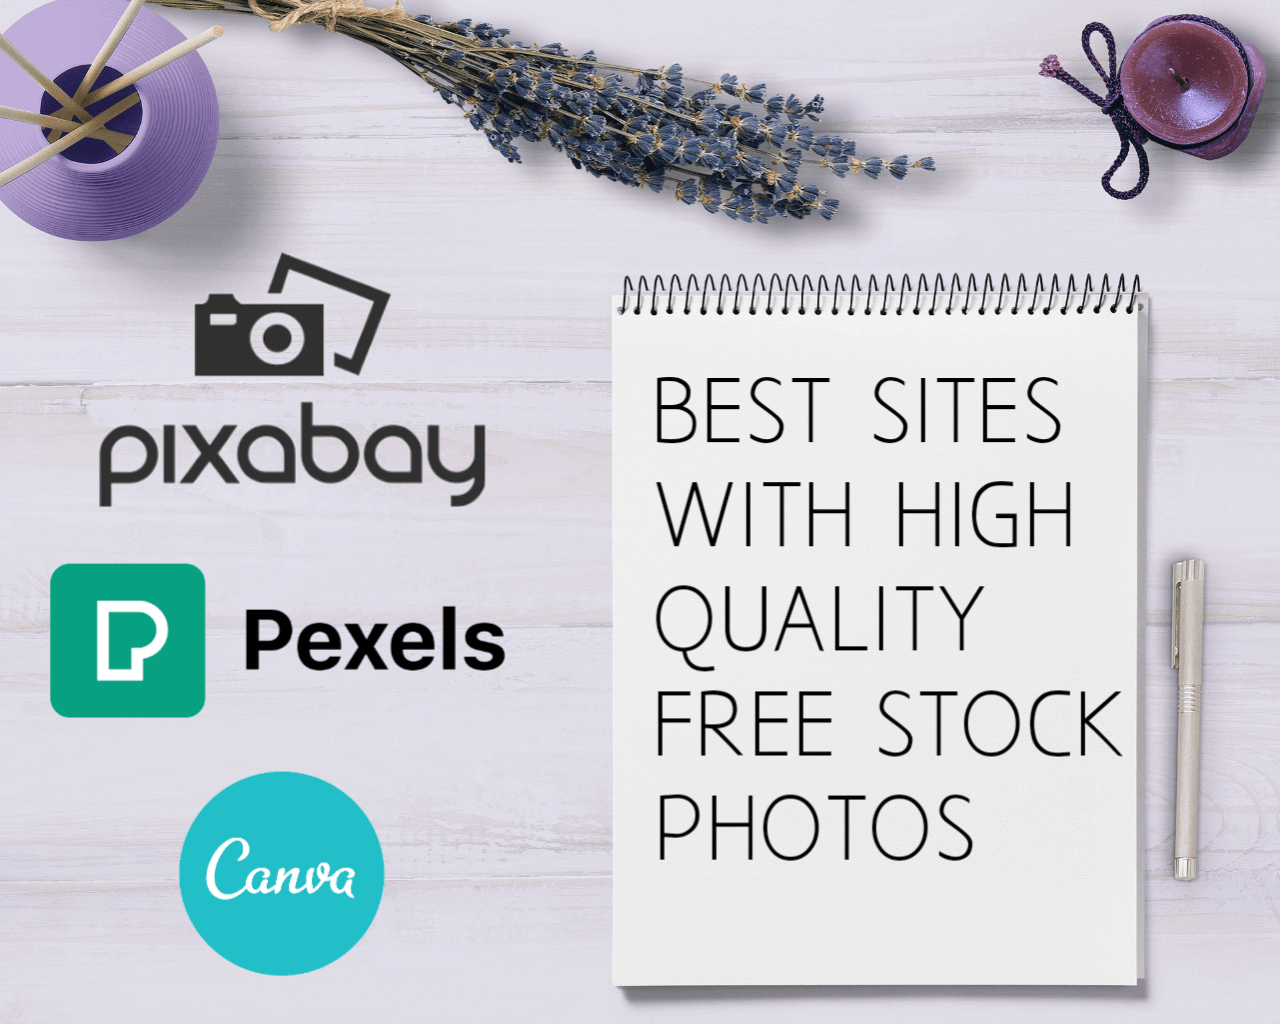 pixabay
Pexels
Canva
BEST SITES
WITH HIGH
QUALITY
FREE STOCK
PHOTOS